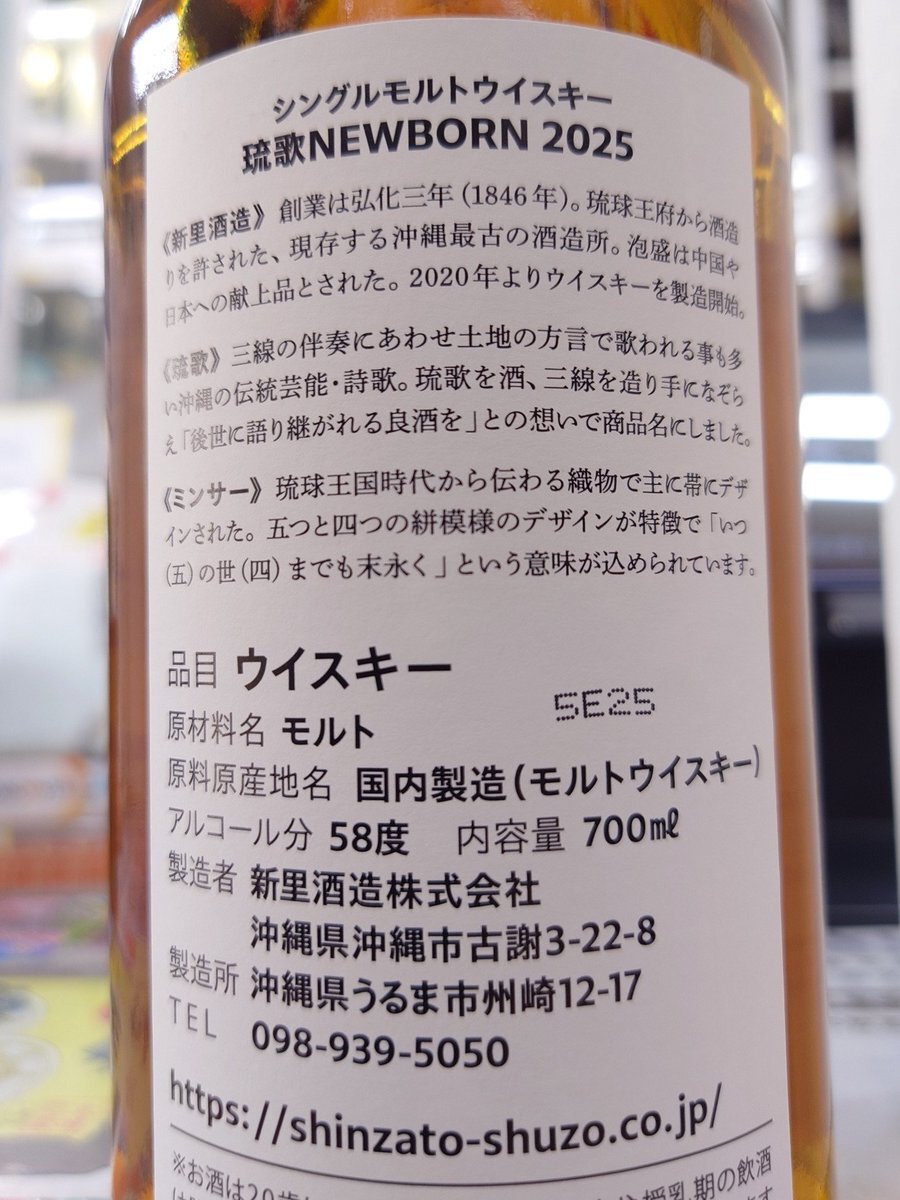 シングルモルトウイスキー
琉歌NEWBORN 2025
《新里酒造》 創業は弘化三年 (1846年)。琉球王府から酒造
りを許された、現存する沖縄最古の酒造所。泡盛は中国や
日本への献上品とされた。2020年よりウイスキーを製造開始。
《琉歌》 三線の伴奏にあわせ土地の方言で歌われる事も多
い沖縄の伝統芸能・詩歌。琉歌を酒、三線を造り手になぞら
え「後世に語り継がれる良酒を」との想いで商品名にしました。
《ミンサー》 琉球王国時代から伝わる織物で主に帯にデザ
インされた。五つと四つの絣模様のデザインが特徴で「いつ
(五)の世(四)までも末永く」という意味が込められています。
品目 ウイスキー
5E25
原材料名 モルト
原料原産地名 国内製造(モルトウイスキー)
アルコール分 58度 内容量 700㎖
製造者 新里酒造株式会社
沖縄県沖縄市古謝3-22-8
製造所 沖縄県うるま市州崎12-17
TEL 098-939-5050
https://shinzato-shuzo.co.jp/
※お酒は20歳 授乳期の飲酒